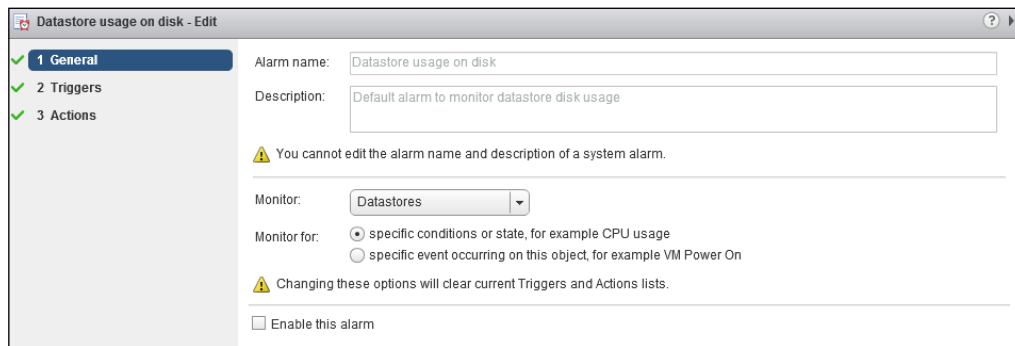 Datastore usage on disk - Edit
?
1 General
2 Triggers
3 Actions
Alarm name: Datastore usage on disk
Description: Default alarm to monitor datastore disk usage
You cannot edit the alarm name and description of a system alarm.
Monitor: Datastores
Monitor for: specific conditions or state, for example CPU usage
specific event occurring on this object, for example VM Power On
Changing these options will clear current Triggers and Actions lists.
Enable this alarm